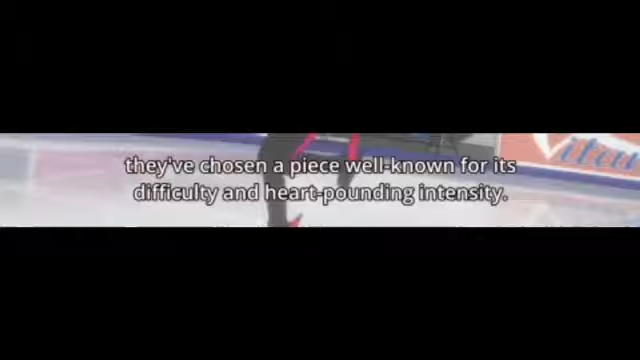 they've chosen a piece well-known for its
difficulty and heart-pounding intensity.